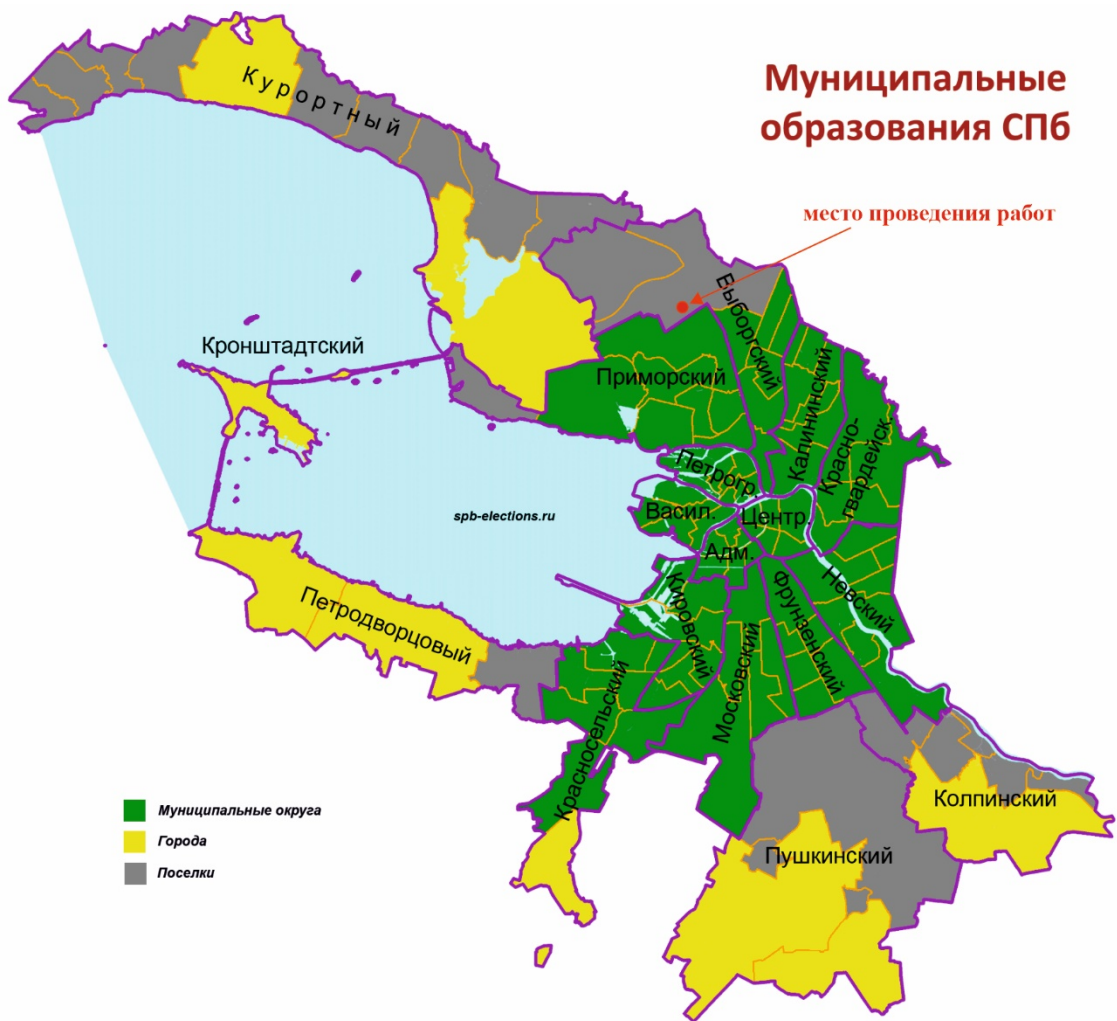 Муниципальные
образования СПб
место проведения работ
Курортный
Выборгский
Кронштадтский
Приморский
Калининский
Красно-
гвардейск.
Петрогр.
Васил.
Центр.
spb-elections.ru
Адм.
Невский
Кировский
Фрунзенский
Петродворцовый
Московский
Красносельский
Колпинский
Пушкинский
Муниципальные округа
Города
Поселки